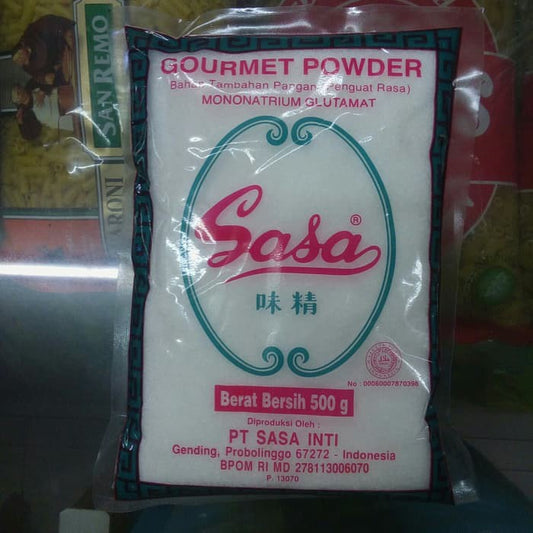 GOURMET POWDER
Bahan Tambahan Pangan (Penguat Rasa)
MONONATRIUM GLUTAMAT
Sasa®
味精
No : 00060007870396
Berat Bersih 500 g
Diproduksi Oleh :
PT SASA INTI
Gending, Probolinggo 67272 - Indonesia
BPOM RI MD 278113006070
P. 13070
SAN REMO
ARONI